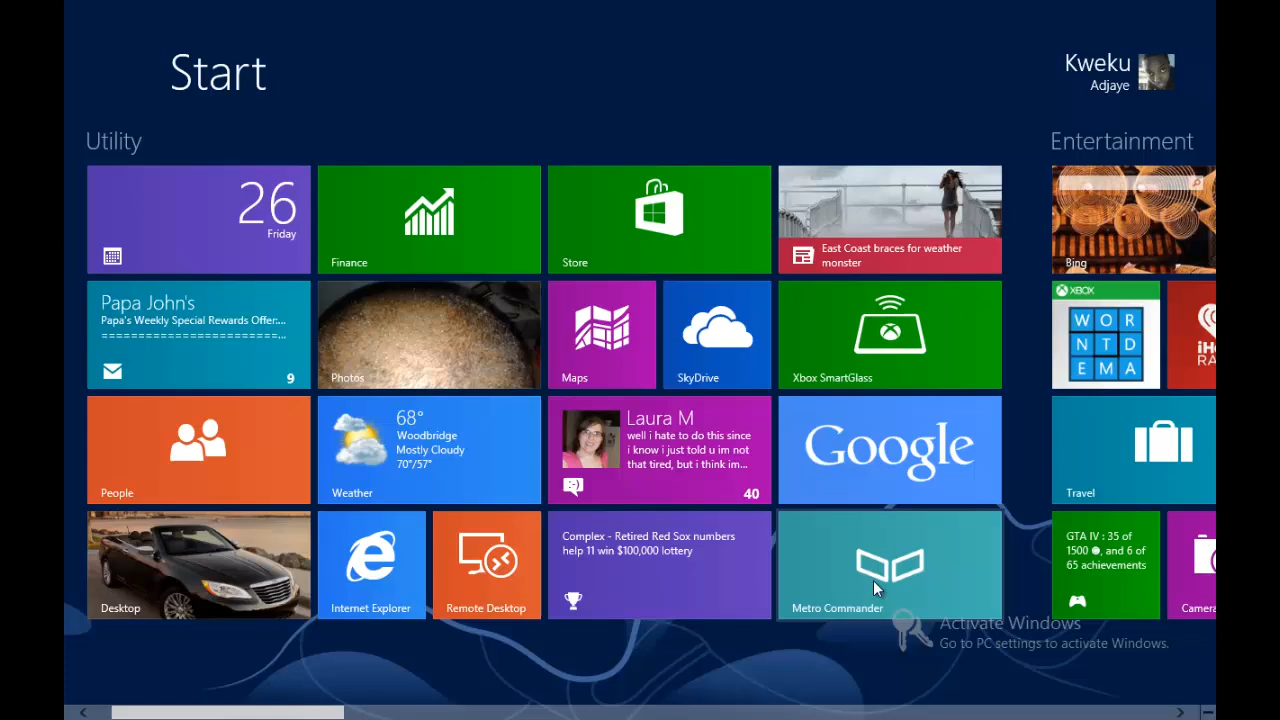 Start
Kweku
Adjaye
Utility
Entertainment
26
Friday
Finance
Store
East Coast braces for weather
monster
Bing
Papa John's
Papa's Weekly Special Rewards Offer:...
=======================,...
9
Photos
Maps
SkyDrive
Xbox SmartGlass
XBOX
W O R
N T D
E M A
People
68°
Woodbridge
Mostly Cloudy
70°/57°
Weather
Laura M
well i hate to do this since
i know i just told u im not
that tired, but i think im...
40
Google
Travel
Desktop
Internet Explorer
Remote Desktop
Complex - Retired Red Sox numbers
help 11 win $100,000 lottery
Metro Commander
GTA IV : 35 of
1500 G, and 6 of
65 achievements
Camera
Activate Windows
Go to PC settings to activate Windows.